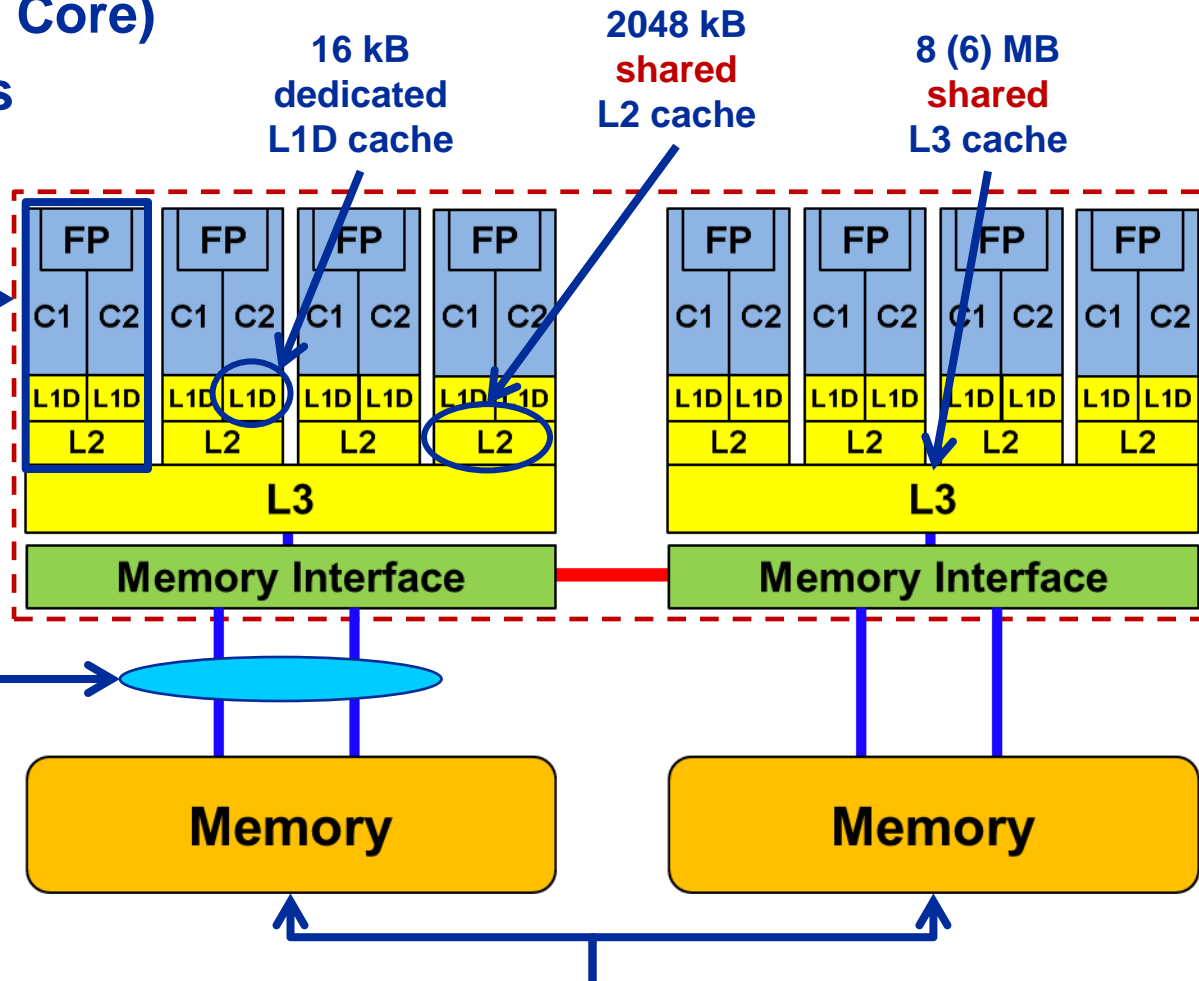 Core)
s
16 kB
dedicated
L1D cache
2048 kB
shared
L2 cache
8 (6) MB
shared
L3 cache
FP FP FP FP FP FP FP FP
C1 C2 C1 C2 C1 C2 C1 C2 C1 C2 C1 C2 C1 C2 C1 C2
L1D L1D L1D L1D L1D L1D L1D L1D L1D L1D L1D L1D L1D L1D L1D L1D
L2 L2 L2 L2 L2 L2 L2 L2
L3 L3
Memory Interface Memory Interface
Memory Memory